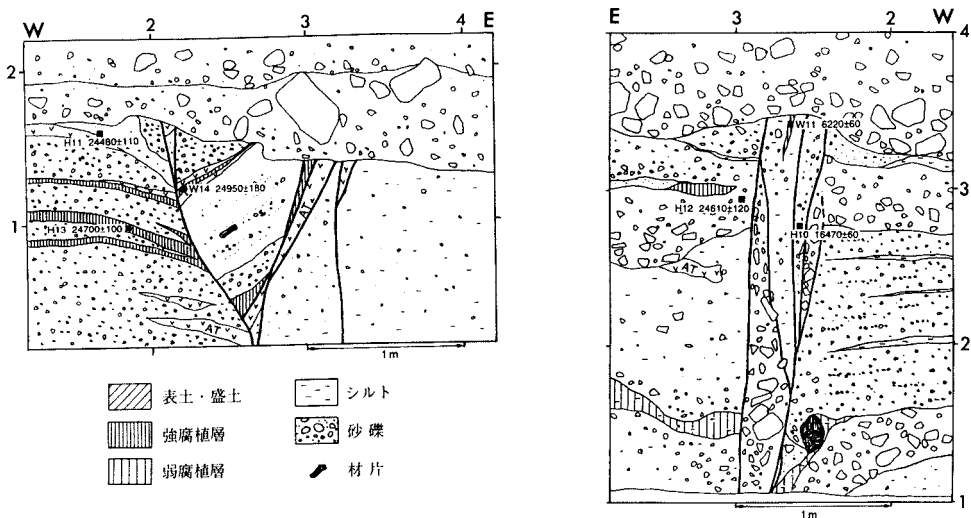 W 2 3 4 E
2
H11 24480±110
W14 24950±180
AT
1
H13 24700±100
AT
2 3 1m
表土・盛土
強腐植層
弱腐植層
シルト
砂礫
材片
E 3 2 W
4
W11 6220±60
3
H12 24610±120
H10 16470±60
AT
2
1
1m